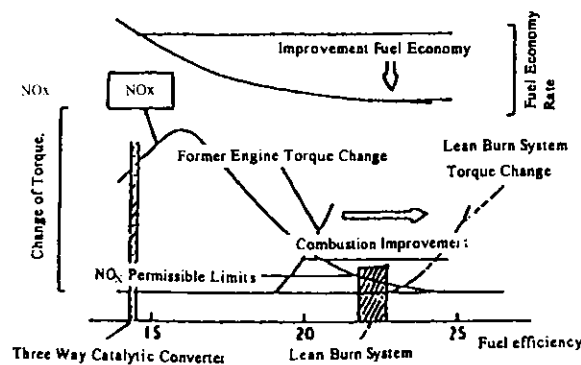 Improvement Fuel Economy
Fuel Economy
Rate
NOx
NOx
Change of Torque.
Former Engine Torque Change
Lean Burn System
Torque Change
Combustion Improvement
NOx Permissible Limits
15
20
25
Fuel efficiency
Three Way Catalytic Converter
Lean Burn System